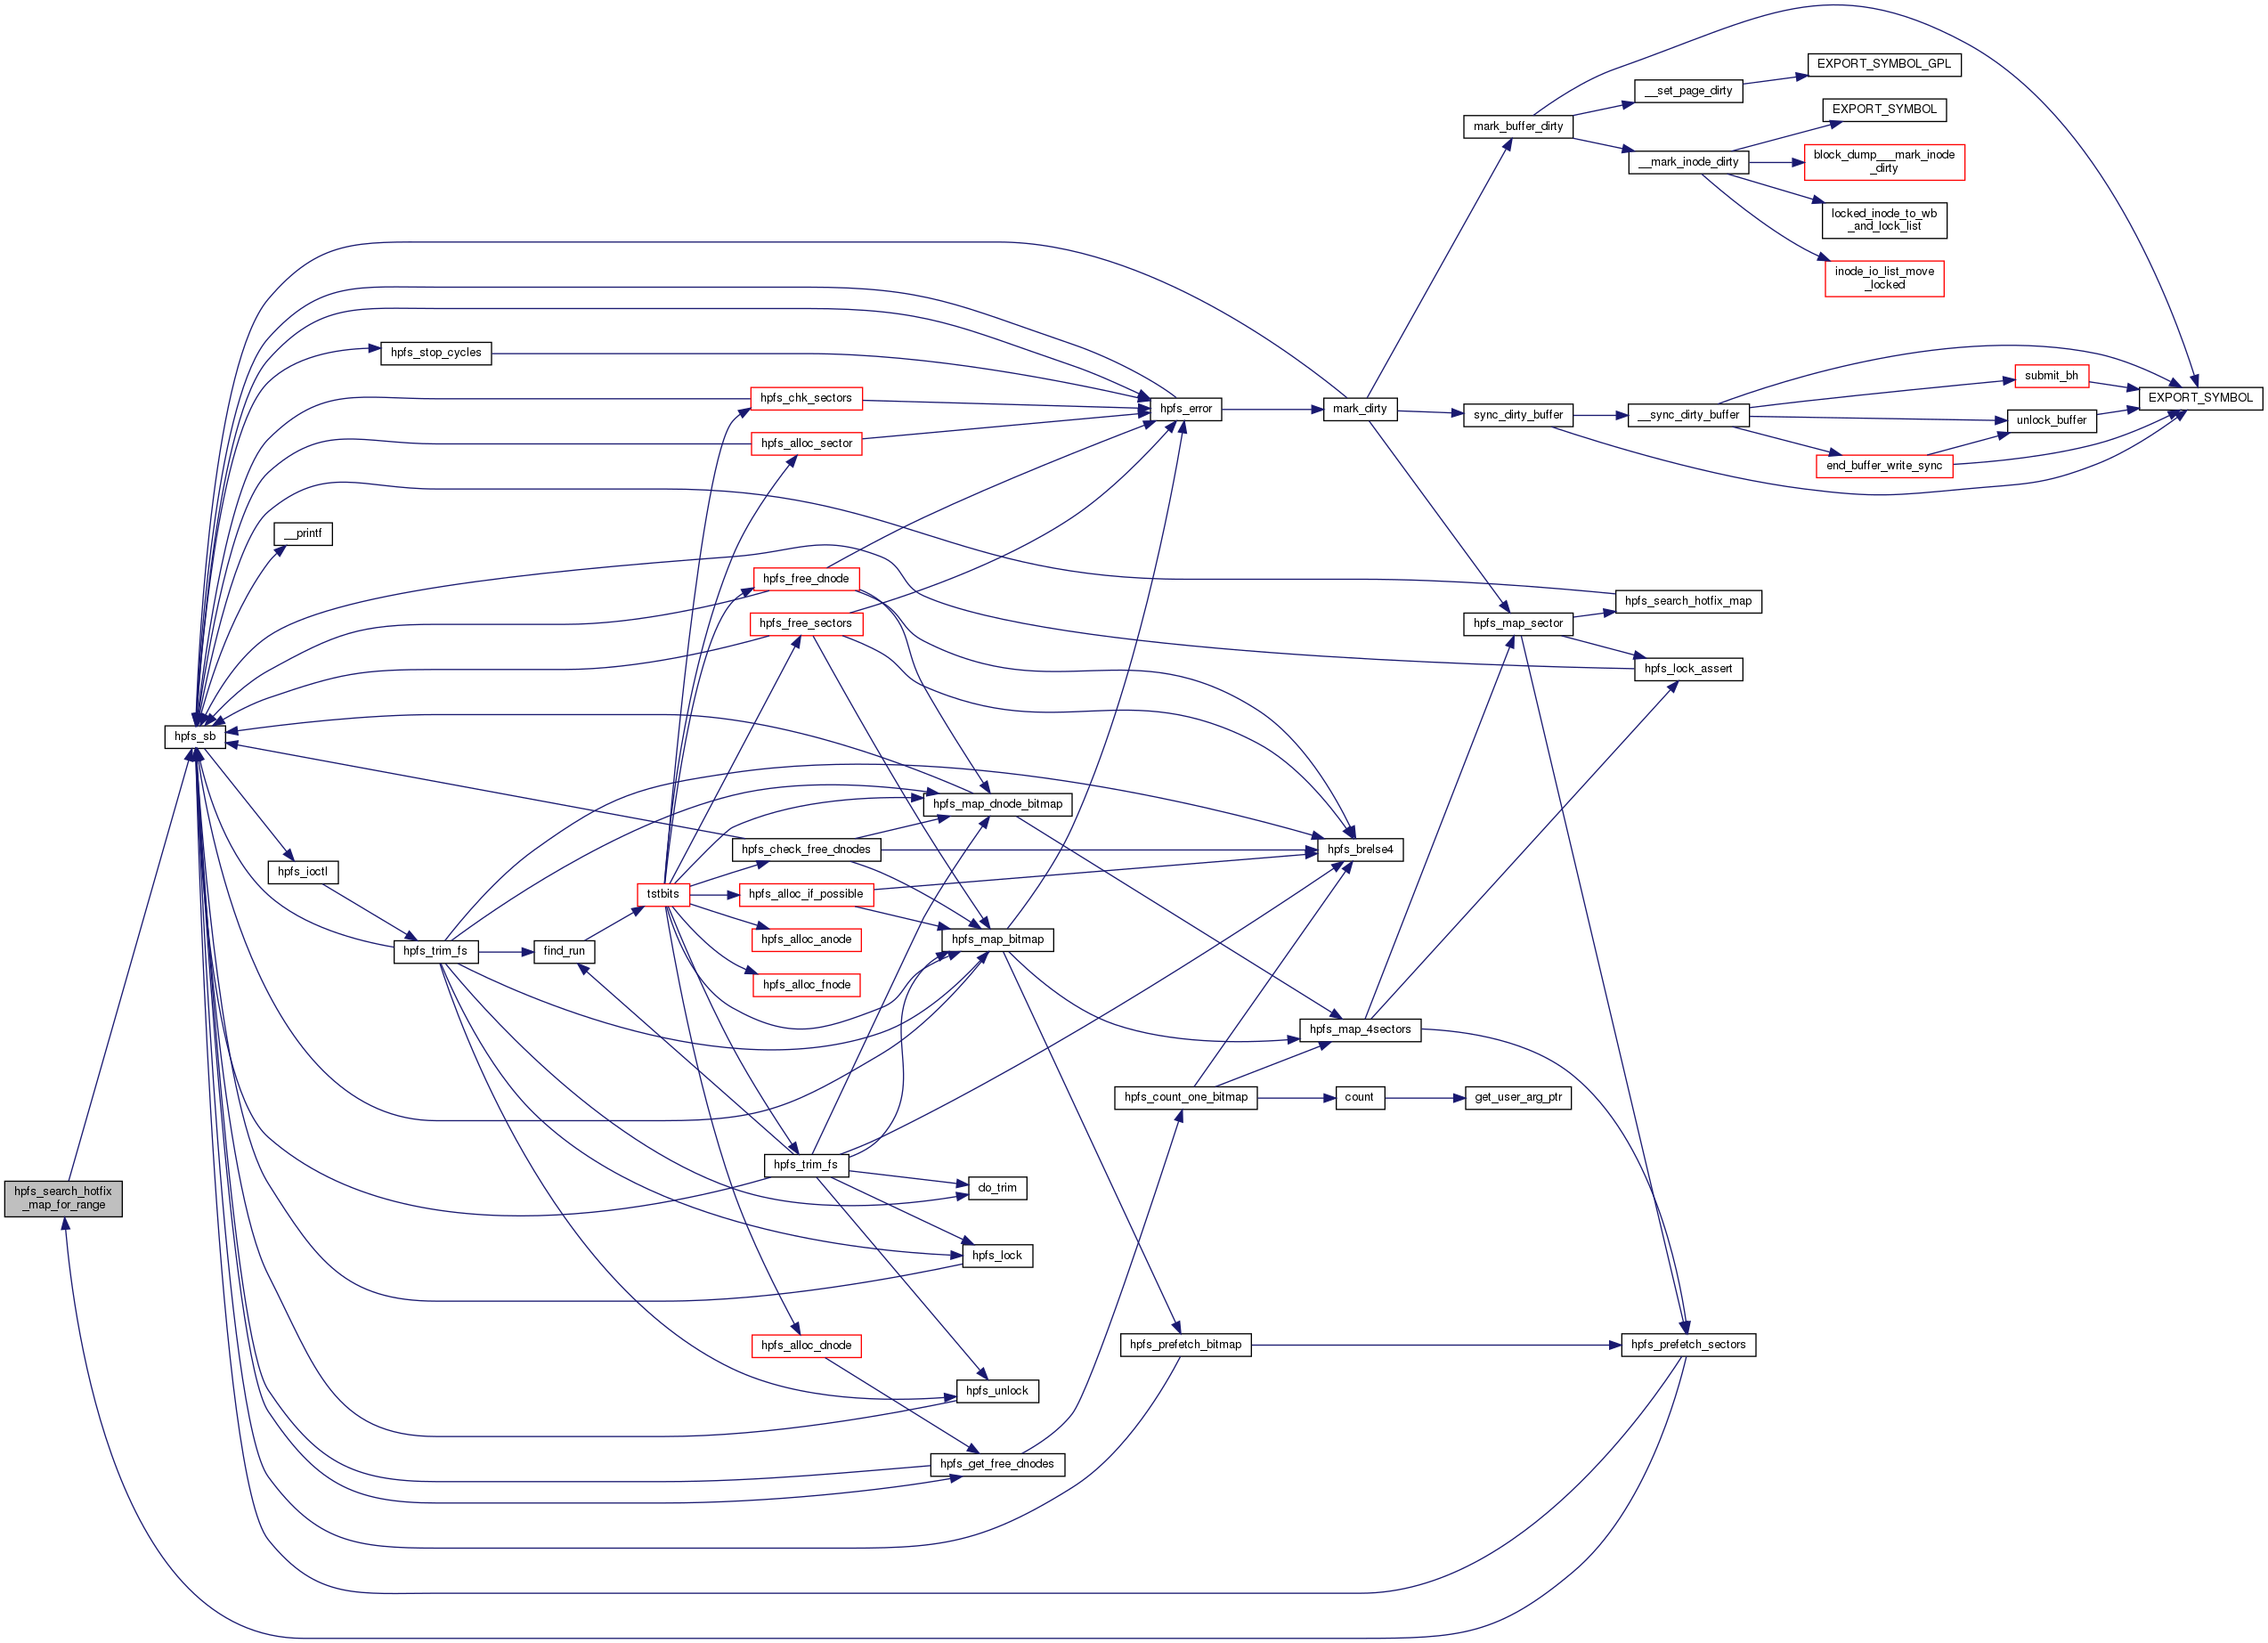 EXPORT_SYMBOL_GPL
__set_page_dirty
EXPORT_SYMBOL
mark_buffer_dirty
__mark_inode_dirty
block_dump___mark_inode
_dirty
locked_inode_to_wb
_and_lock_list
inode_io_list_move
_locked
hpfs_stop_cycles
submit_bh
hpfs_chk_sectors
hpfs_error
mark_dirty
sync_dirty_buffer
__sync_dirty_buffer
EXPORT_SYMBOL
unlock_buffer
hpfs_alloc_sector
end_buffer_write_sync
__printf
hpfs_free_dnode
hpfs_search_hotfix_map
hpfs_free_sectors
hpfs_map_sector
hpfs_lock_assert
hpfs_sb
hpfs_map_dnode_bitmap
hpfs_check_free_dnodes
hpfs_brelse4
hpfs_ioctl
tstbits
hpfs_alloc_if_possible
hpfs_alloc_anode
hpfs_map_bitmap
hpfs_trim_fs
find_run
hpfs_alloc_fnode
hpfs_map_4sectors
hpfs_count_one_bitmap
count
get_user_arg_ptr
hpfs_trim_fs
do_trim
hpfs_search_hotfix
_map_for_range
hpfs_lock
hpfs_alloc_dnode
hpfs_prefetch_bitmap
hpfs_prefetch_sectors
hpfs_unlock
hpfs_get_free_dnodes